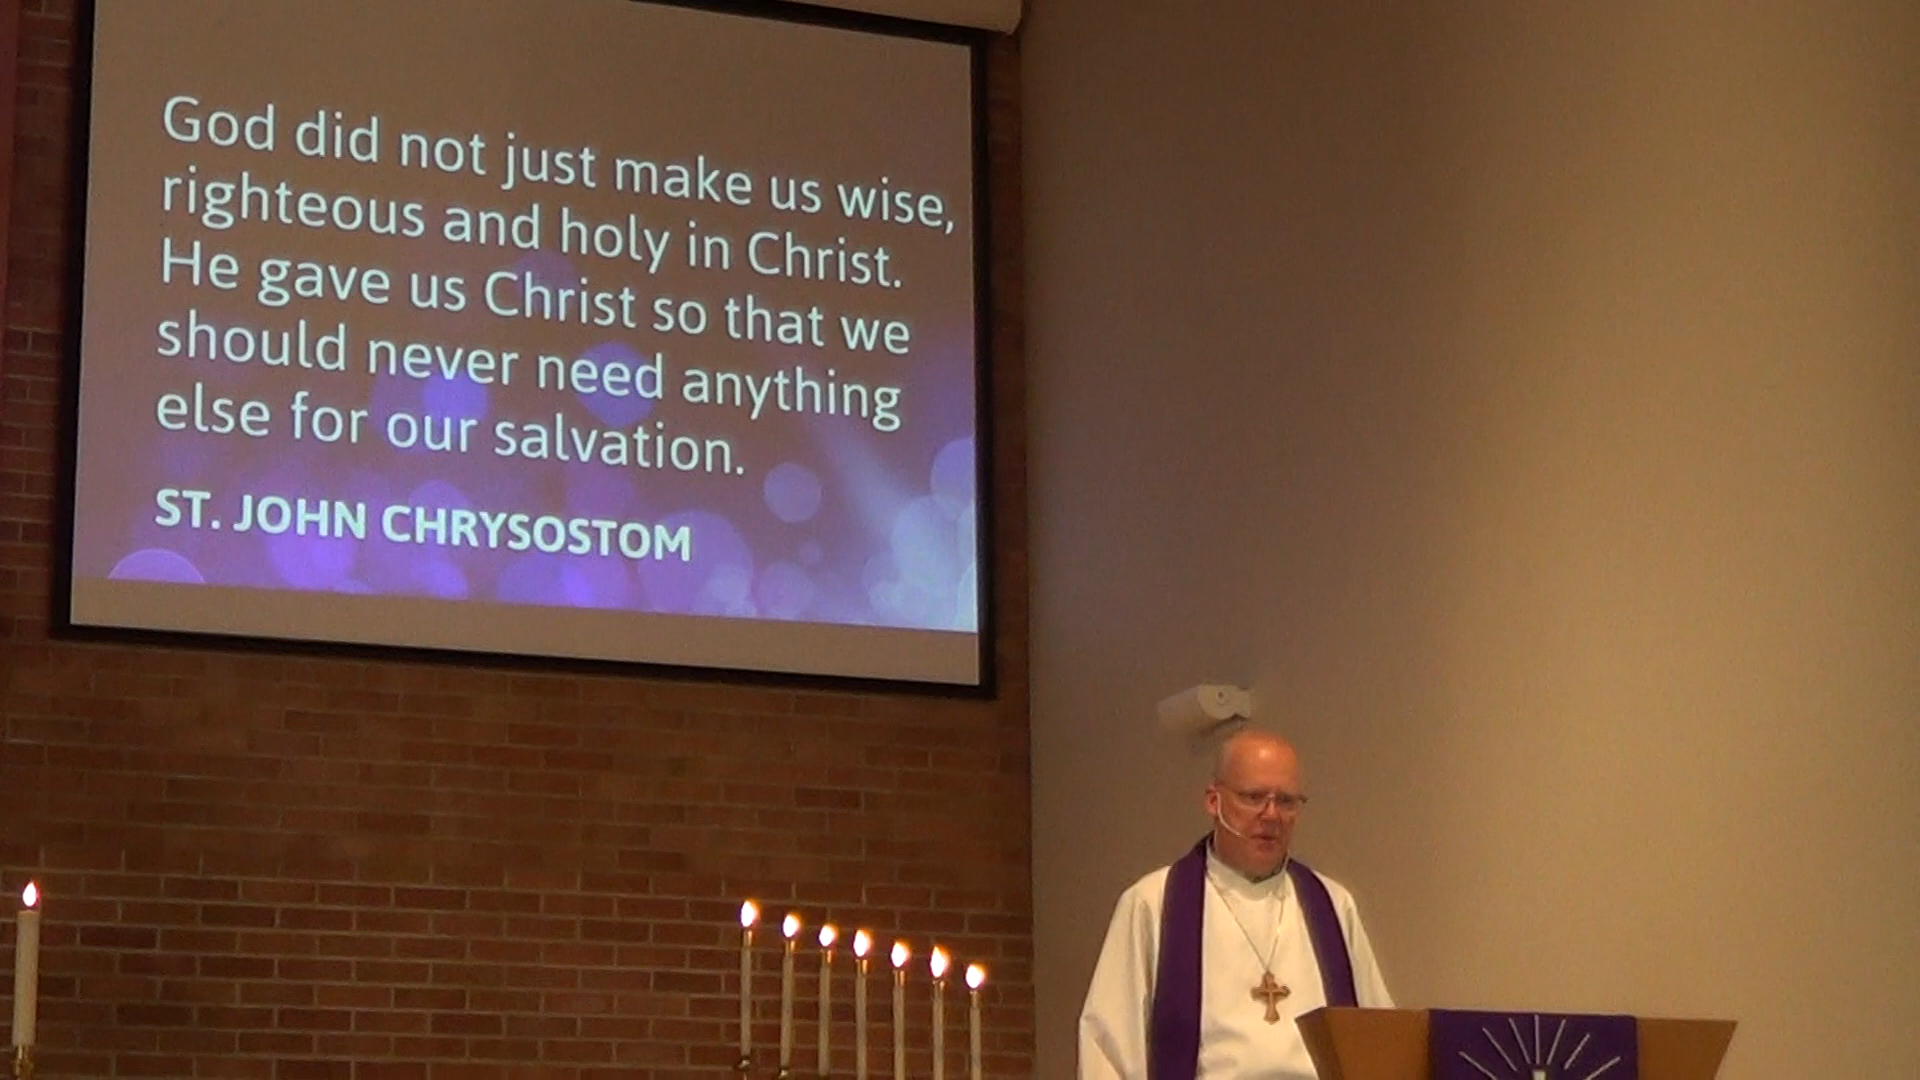 God did not just make us wise,
righteous and holy in Christ.
He gave us Christ so that we
should never need anything
else for our salvation.
ST. JOHN CHRYSOSTOM